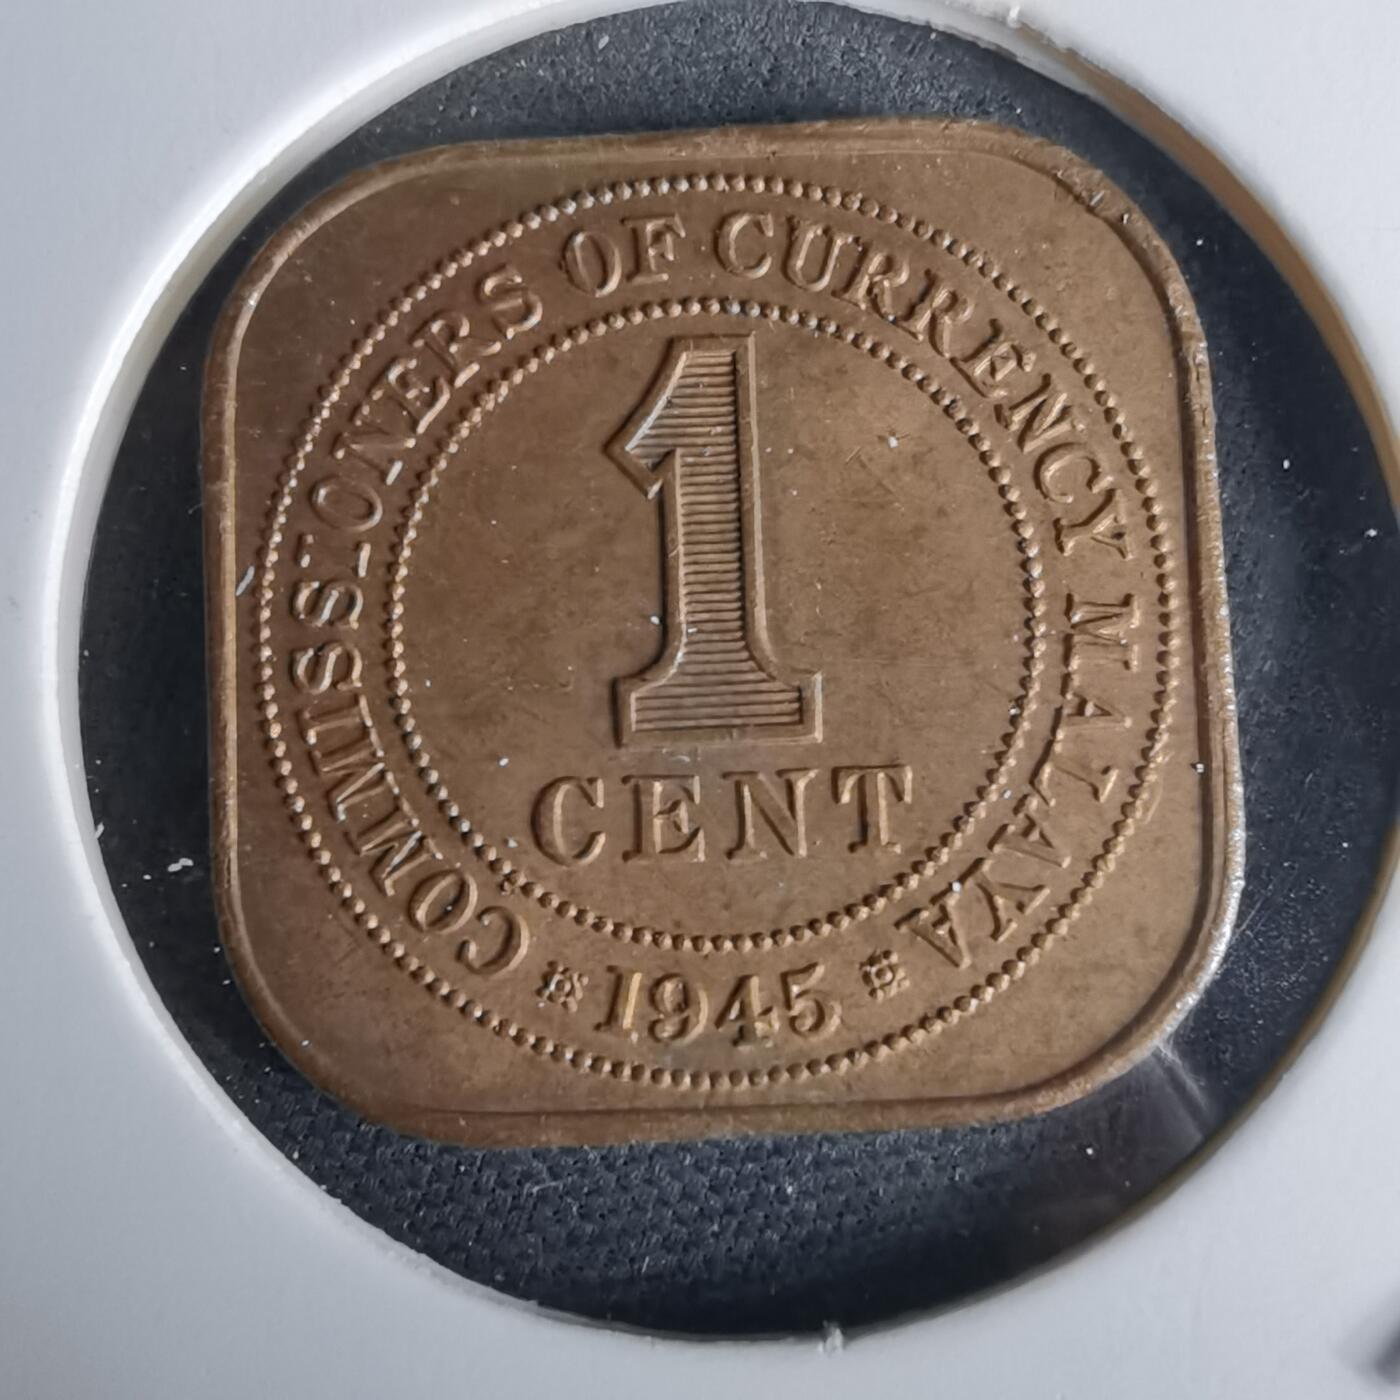 COMMISSIONERS OF CURRENCY MALAYA
1
CENT
1945